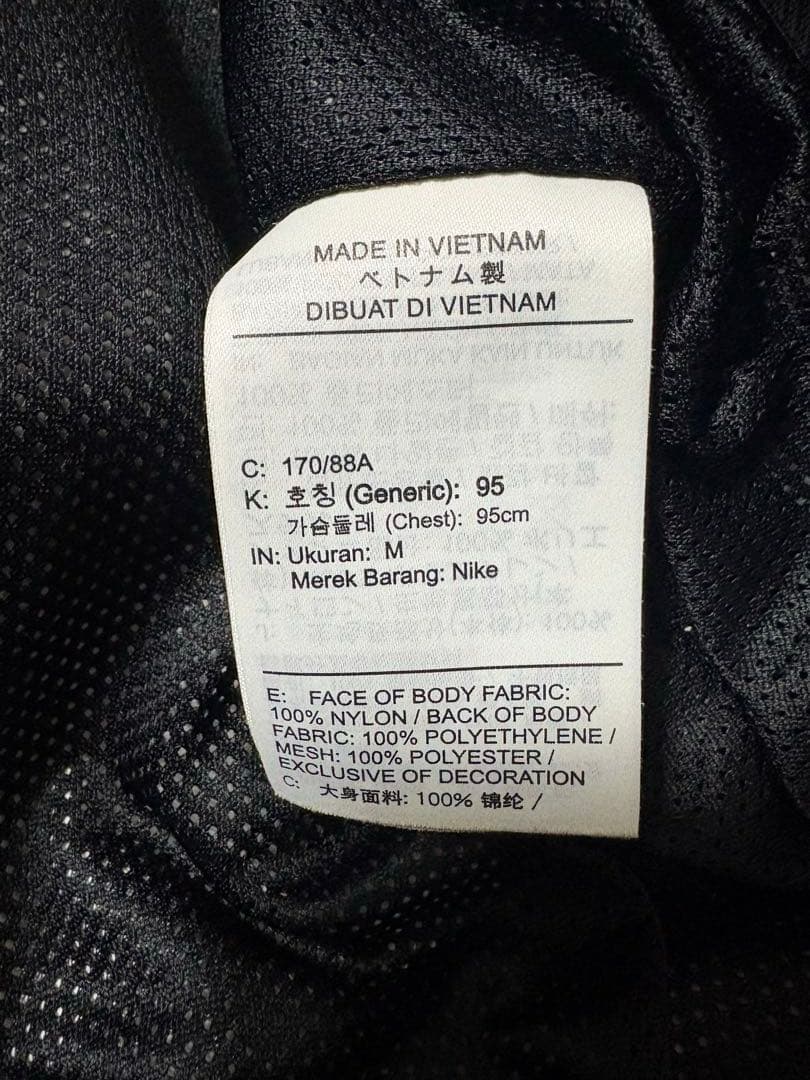 MADE IN VIETNAM
ベトナム製
DIBUAT DI VIETNAM
C: 170/88A
K: 호칭 (Generic): 95
가슴둘레 (Chest): 95cm
IN: Ukuran: M
Merek Barang: Nike
E: FACE OF BODY FABRIC:
100% NYLON / BACK OF BODY
FABRIC: 100% POLYETHYLENE /
MESH: 100% POLYESTER /
EXCLUSIVE OF DECORATION
C: 大身面料: 100% 锦纶 /